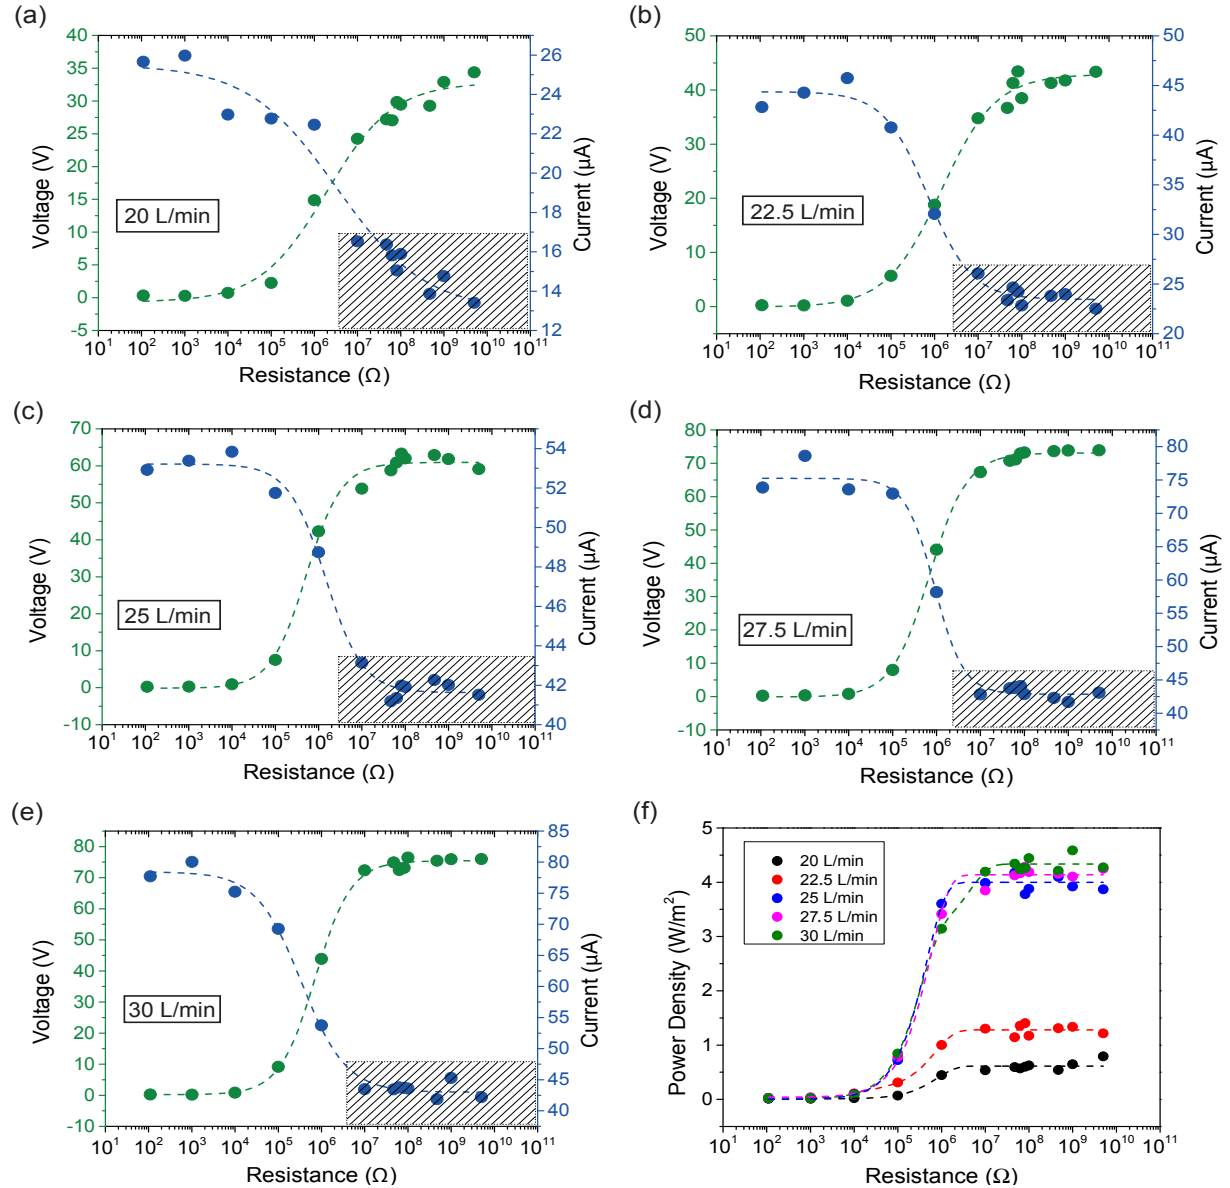 (a)
40
35
30
25
20
15
10
5
0
-5
Voltage (V)
26
24
22
20
18
16
14
12
Current (µA)
20 L/min
10¹ 10² 10³ 10⁴ 10⁵ 10⁶ 10⁷ 10⁸ 10⁹ 10¹⁰ 10¹¹
Resistance (Ω)
(b)
50
40
30
20
10
0
Voltage (V)
50
45
40
35
30
25
20
Current (µA)
22.5 L/min
10¹ 10² 10³ 10⁴ 10⁵ 10⁶ 10⁷ 10⁸ 10⁹ 10¹⁰ 10¹¹
Resistance (Ω)
(c)
70
60
50
40
30
20
10
0
-10
Voltage (V)
54
52
50
48
46
44
42
40
Current (µA)
25 L/min
10¹ 10² 10³ 10⁴ 10⁵ 10⁶ 10⁷ 10⁸ 10⁹ 10¹⁰ 10¹¹
Resistance (Ω)
(d)
80
70
60
50
40
30
20
10
0
-10
Voltage (V)
80
75
70
65
60
55
50
45
40
Current (µA)
27.5 L/min
10¹ 10² 10³ 10⁴ 10⁵ 10⁶ 10⁷ 10⁸ 10⁹ 10¹⁰ 10¹¹
Resistance (Ω)
(e)
80
70
60
50
40
30
20
10
0
-10
Voltage (V)
85
80
75
70
65
60
55
50
45
40
Current (µA)
30 L/min
10¹ 10² 10³ 10⁴ 10⁵ 10⁶ 10⁷ 10⁸ 10⁹ 10¹⁰ 10¹¹
Resistance (Ω)
(f)
5
4
3
2
1
0
Power Density (W/m²)
20 L/min
22.5 L/min
25 L/min
27.5 L/min
30 L/min
10¹ 10² 10³ 10⁴ 10⁵ 10⁶ 10⁷ 10⁸ 10⁹ 10¹⁰ 10¹¹
Resistance (Ω)